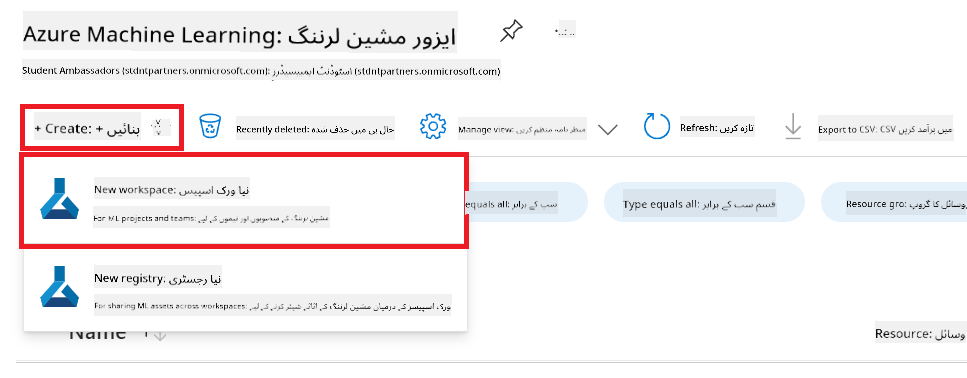 Azure Machine Learning: ایزور مشین لرننگ
Student Ambassadors (stdntpartners.onmicrosoft.com): اسٹوڈنٹ ایمبیسیڈرز (stdntpartners.onmicrosoft.com)
+ Create: + بنائیں
Recently deleted: حال ہی میں حذف شدہ
Manage view: منظر نامہ منظم کریں
Refresh: تازہ کریں
Export to CSV: CSV میں برآمد کریں
New workspace: نیا ورک اسپیس
For ML projects and teams: مشین لرننگ کے منصوبوں اور ٹیموں کے لیے
equals all: سب کے برابر
Type equals all: قسم سب کے برابر
Resource gro: وسائل کا گروپ
New registry: نیا رجسٹری
For sharing ML assets across workspaces: ورک اسپیسز کے درمیان مشین لرننگ کے اثاثے شیئر کرنے کے لیے
Name
Resource: وسائل